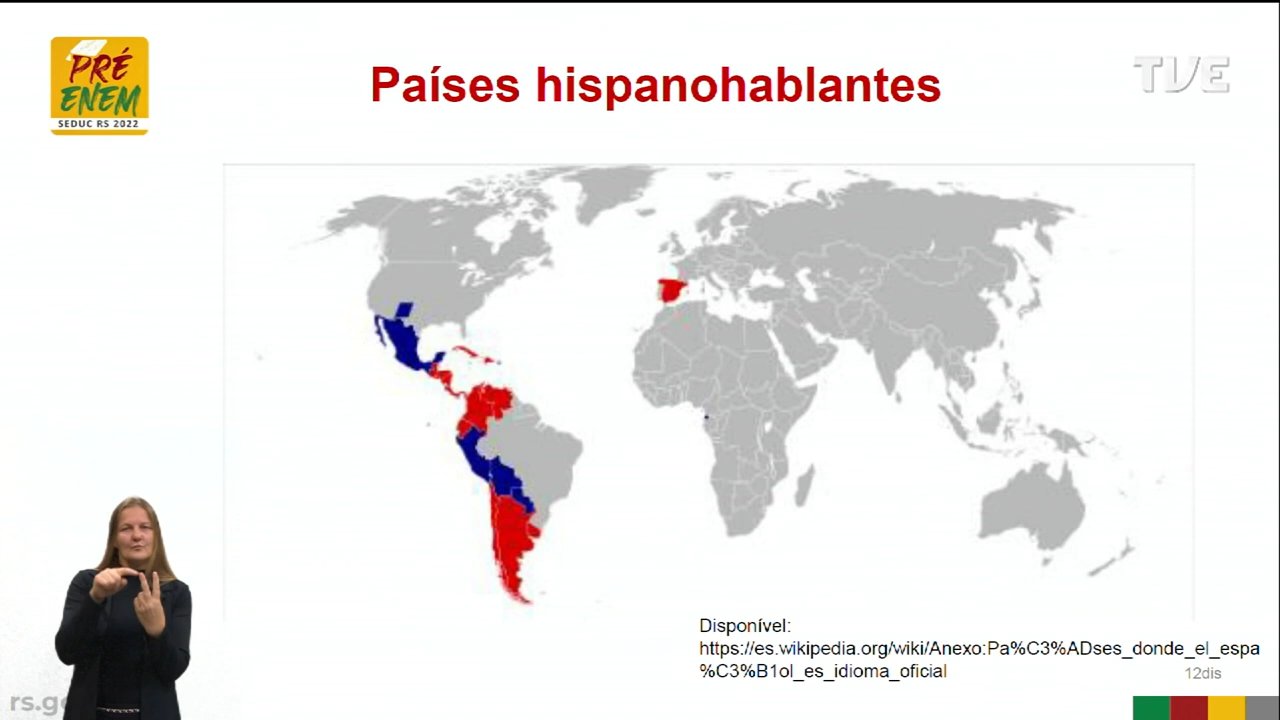 PRÉ
ENEM
SEDUC RS 2022
Países hispanohablantes
TVE
Disponível:
https://es.wikipedia.org/wiki/Anexo:Pa%C3%ADses_donde_el_espa
%C3%B1ol_es_idioma_oficial
12dis
rs.go